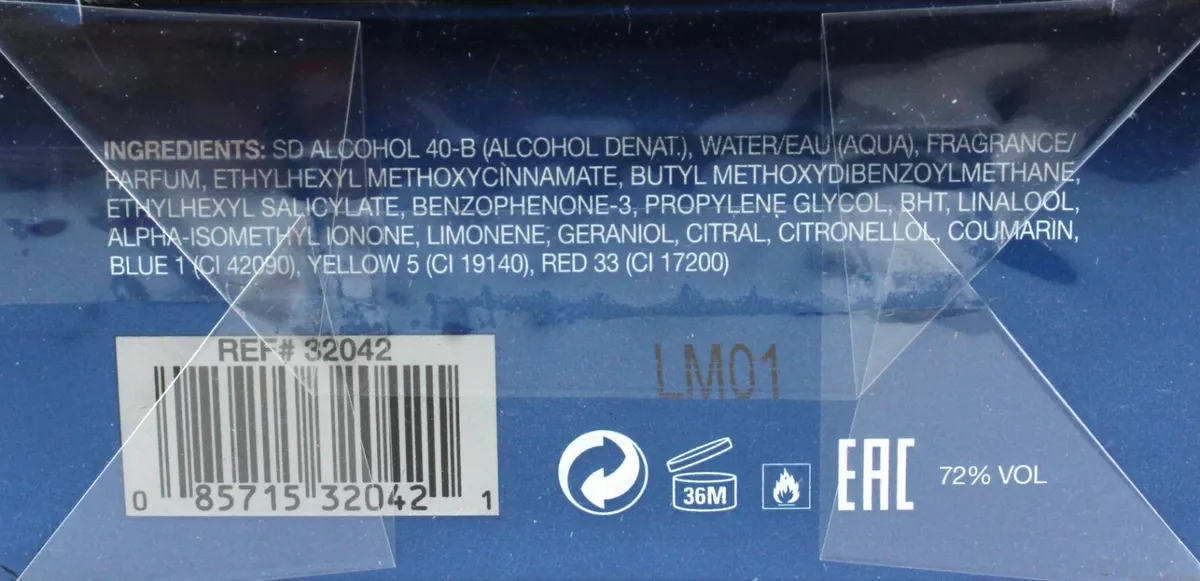 INGREDIENTS: SD ALCOHOL 40-B (ALCOHOL DENAT.), WATER/EAU (AQUA), FRAGRANCE/
PARFUM, ETHYLHEXYL METHOXYCINNAMATE, BUTYL METHOXYDIBENZOYLMETHANE,
ETHYLHEXYL SALICYLATE, BENZOPHENONE-3, PROPYLENE GLYCOL, BHT, LINALOOL,
ALPHA-ISOMETHYL IONONE, LIMONENE, GERANIOL, CITRAL, CITRONELLOL, COUMARIN,
BLUE 1 (CI 42090), YELLOW 5 (CI 19140), RED 33 (CI 17200)
REF# 32042
0 85715 32042 1
LM01
36M
EAC
72% VOL